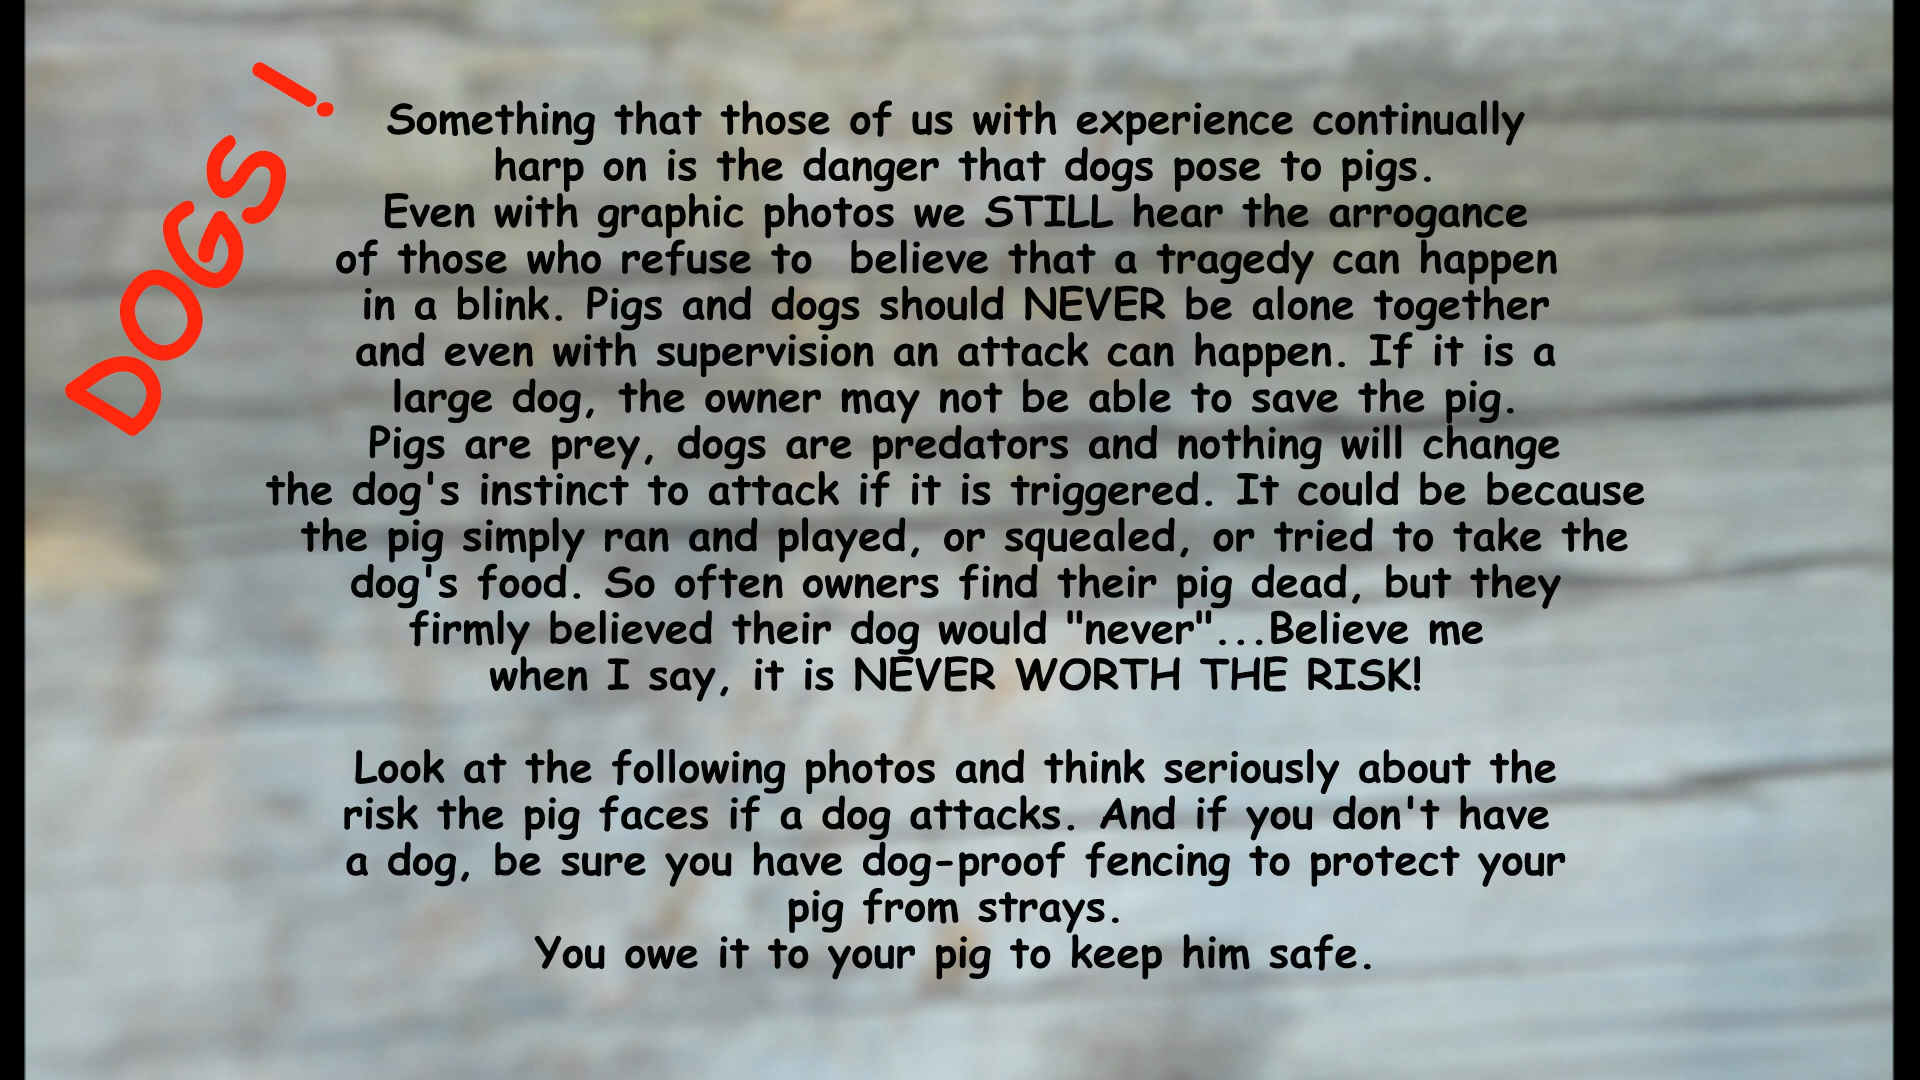 DOGS !
Something that those of us with experience continually
harp on is the danger that dogs pose to pigs.
Even with graphic photos we STILL hear the arrogance
of those who refuse to  believe that a tragedy can happen
in a blink. Pigs and dogs should NEVER be alone together
and even with supervision an attack can happen. If it is a
large dog, the owner may not be able to save the pig.
Pigs are prey, dogs are predators and nothing will change
the dog's instinct to attack if it is triggered. It could be because
the pig simply ran and played, or squealed, or tried to take the
dog's food. So often owners find their pig dead, but they
firmly believed their dog would "never"...Believe me
when I say, it is NEVER WORTH THE RISK!
Look at the following photos and think seriously about the
risk the pig faces if a dog attacks. And if you don't have
a dog, be sure you have dog-proof fencing to protect your
pig from strays.
You owe it to your pig to keep him safe.